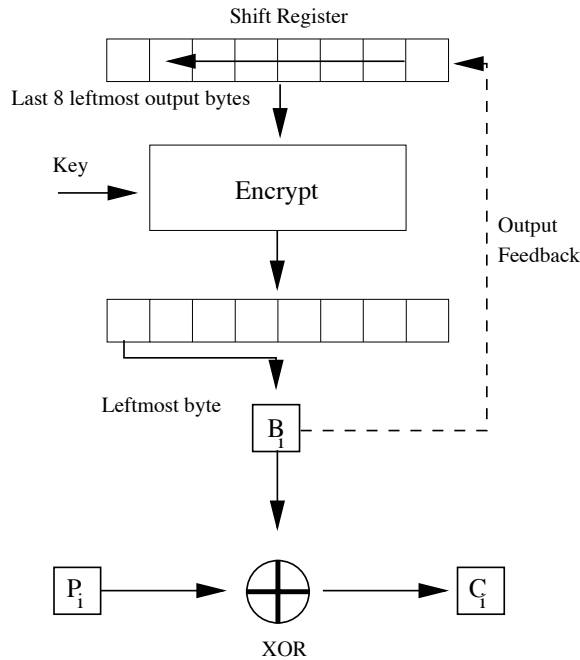 Shift Register
Last 8 leftmost output bytes
Key
Encrypt
Output
Feedback
Leftmost byte
B i
P i
C i
XOR